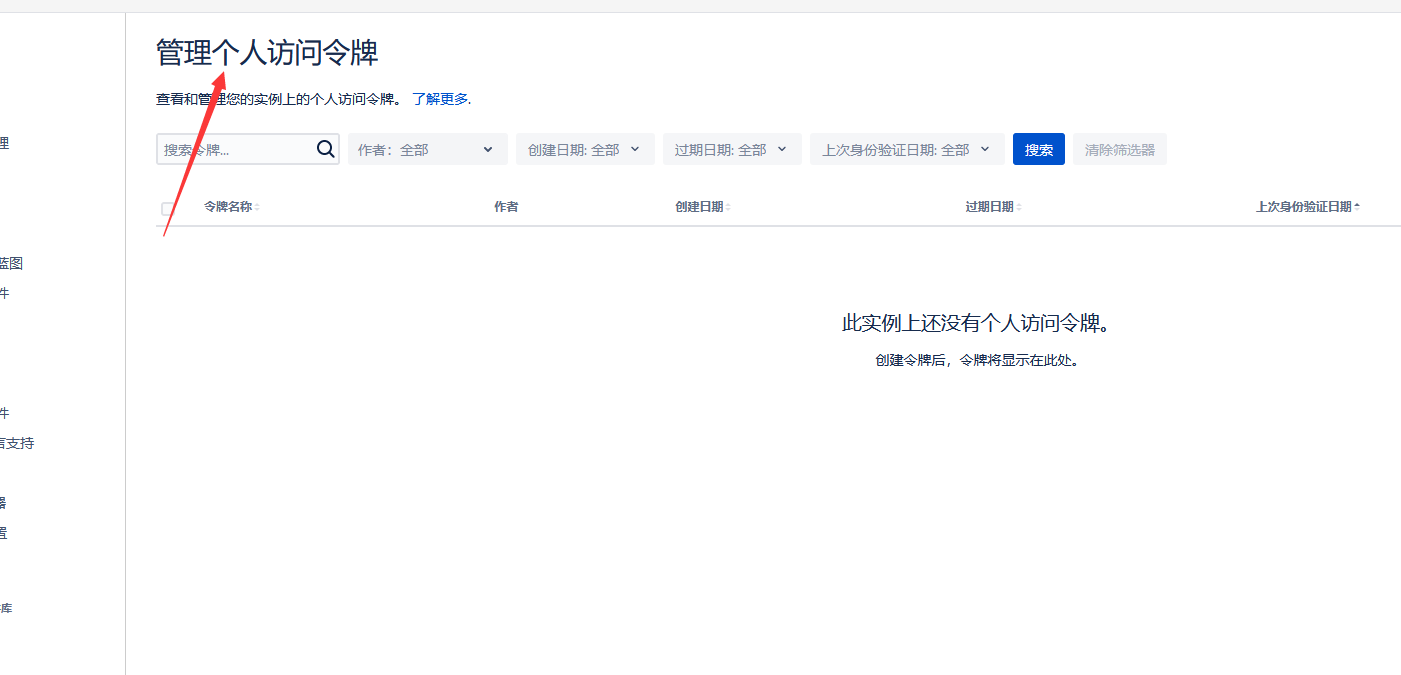 管理个人访问令牌
查看和管理您的实例上的个人访问令牌。 了解更多.
理
搜索令牌... 作者：全部 创建日期: 全部 过期日期: 全部 上次身份验证日期: 全部 搜索 清除筛选器
令牌名称 作者 创建日期 过期日期 上次身份验证日期
蓝图
件
此实例上还没有个人访问令牌。
创建令牌后，令牌将显示在此处。
件
言支持
器
置
库